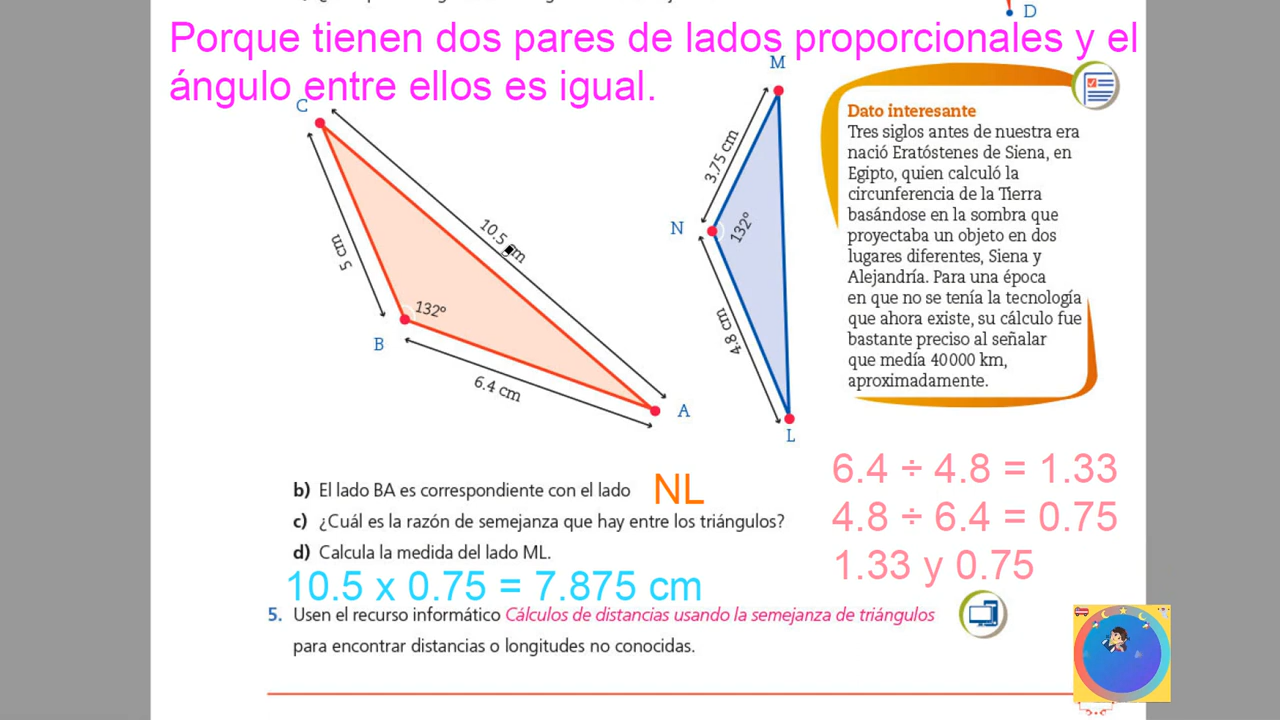 D
Porque tienen dos pares de lados proporcionales y el
ángulo entre ellos es igual.
C
10.5 cm
5 cm
132°
B
6.4 cm
A
M
3.75 cm
N
132°
4.8 cm
L
Dato interesante
Tres siglos antes de nuestra era
nació Eratóstenes de Siena, en
Egipto, quien calculó la
circunferencia de la Tierra
basándose en la sombra que
proyectaba un objeto en dos
lugares diferentes, Siena y
Alejandría. Para una época
en que no se tenía la tecnología
que ahora existe, su cálculo fue
bastante preciso al señalar
que medía 40 000 km,
aproximadamente.
b) El lado BA es correspondiente con el lado NL
c) ¿Cuál es la razón de semejanza que hay entre los triángulos?
d) Calcula la medida del lado ML.
10.5 x 0.75 = 7.875 cm
6.4 ÷ 4.8 = 1.33
4.8 ÷ 6.4 = 0.75
1.33 y 0.75
5. Usen el recurso informático Cálculos de distancias usando la semejanza de triángulos
para encontrar distancias o longitudes no conocidas.